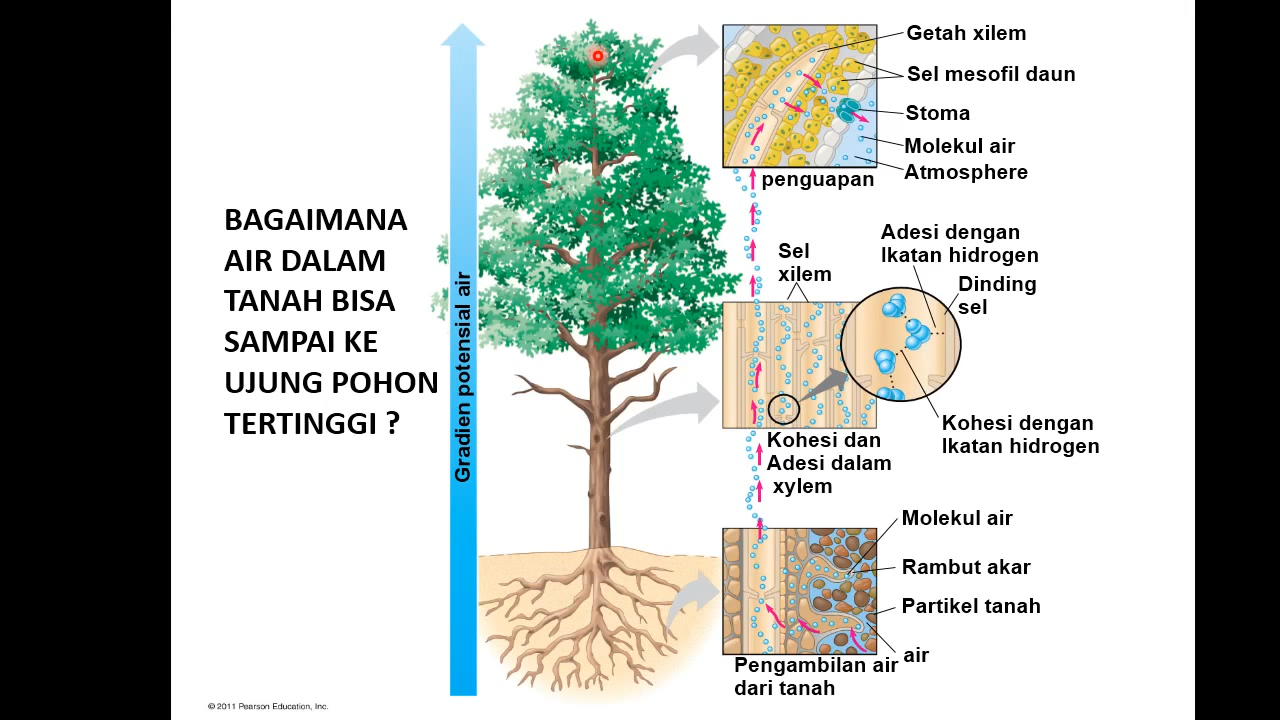 BAGAIMANA
AIR DALAM
TANAH BISA
SAMPAI KE
UJUNG POHON
TERTINGGI ?
Gradien potensial air
Getah xilem
Sel mesofil daun
Stoma
Molekul air
Atmosphere
penguapan
Adesi dengan
Ikatan hidrogen
Sel
xilem
Dinding
sel
Kohesi dengan
Ikatan hidrogen
Kohesi dan
Adesi dalam
xylem
Molekul air
Rambut akar
Partikel tanah
air
Pengambilan air
dari tanah
© 2011 Pearson Education, Inc.